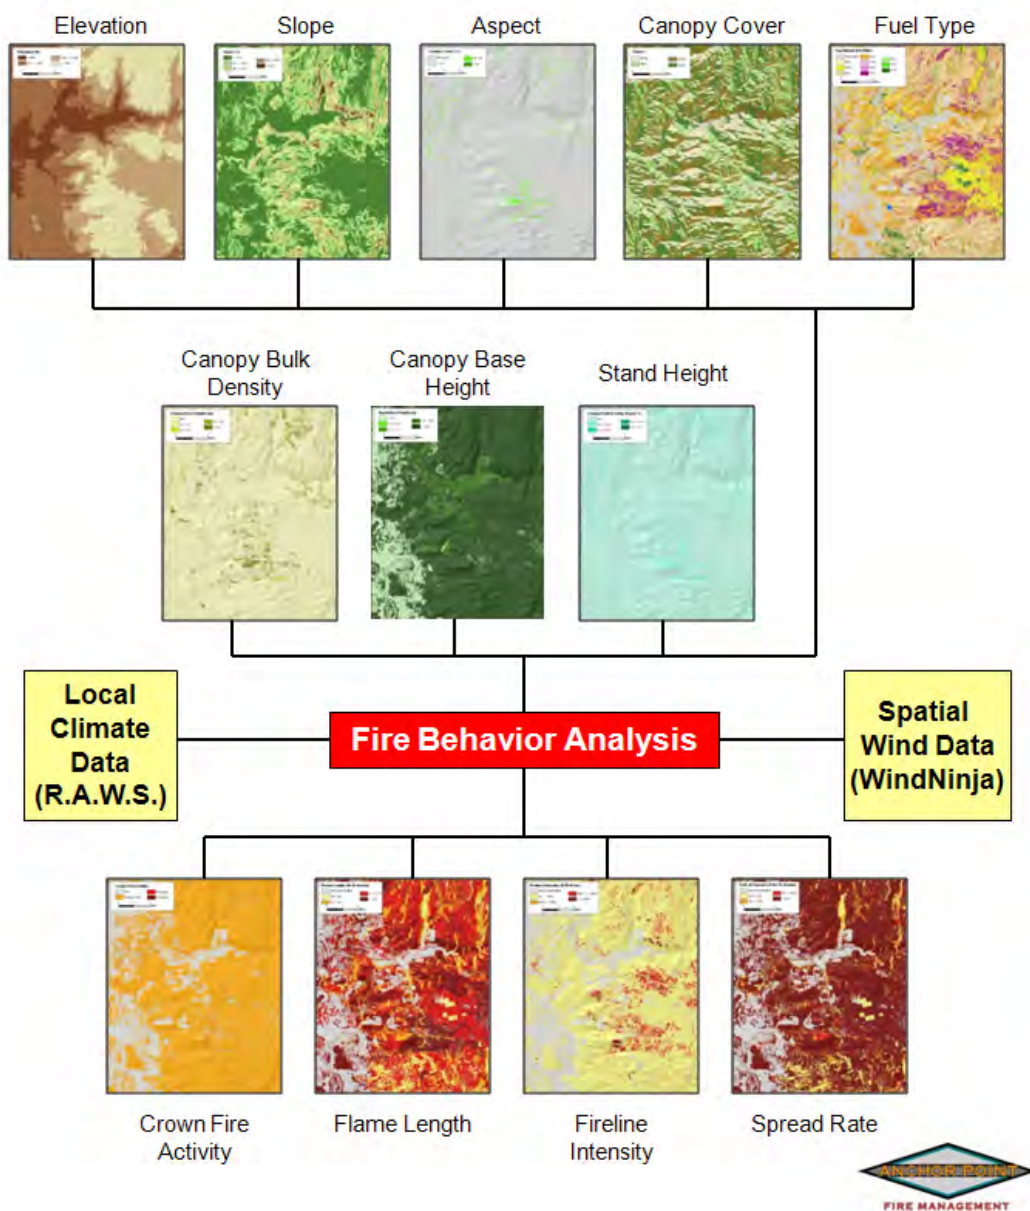 Elevation
Slope
Aspect
Canopy Cover
Fuel Type
Canopy Bulk
Density
Canopy Base
Height
Stand Height
Local
Climate
Data
(R.A.W.S.)
Fire Behavior Analysis
Spatial
Wind Data
(WindNinja)
Crown Fire
Activity
Flame Length
Fireline
Intensity
Spread Rate
ANCHOR POINT
FIRE MANAGEMENT